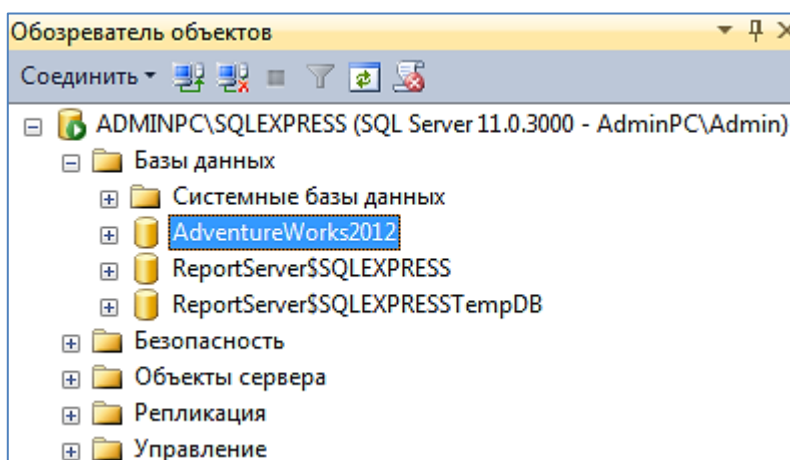 Обозреватель объектов
Соединить
ADMINPC\SQLEXPRESS (SQL Server 11.0.3000 - AdminPC\Admin)
Базы данных
Системные базы данных
AdventureWorks2012
ReportServer$SQLEXPRESS
ReportServer$SQLEXPRESSTempDB
Безопасность
Объекты сервера
Репликация
Управление